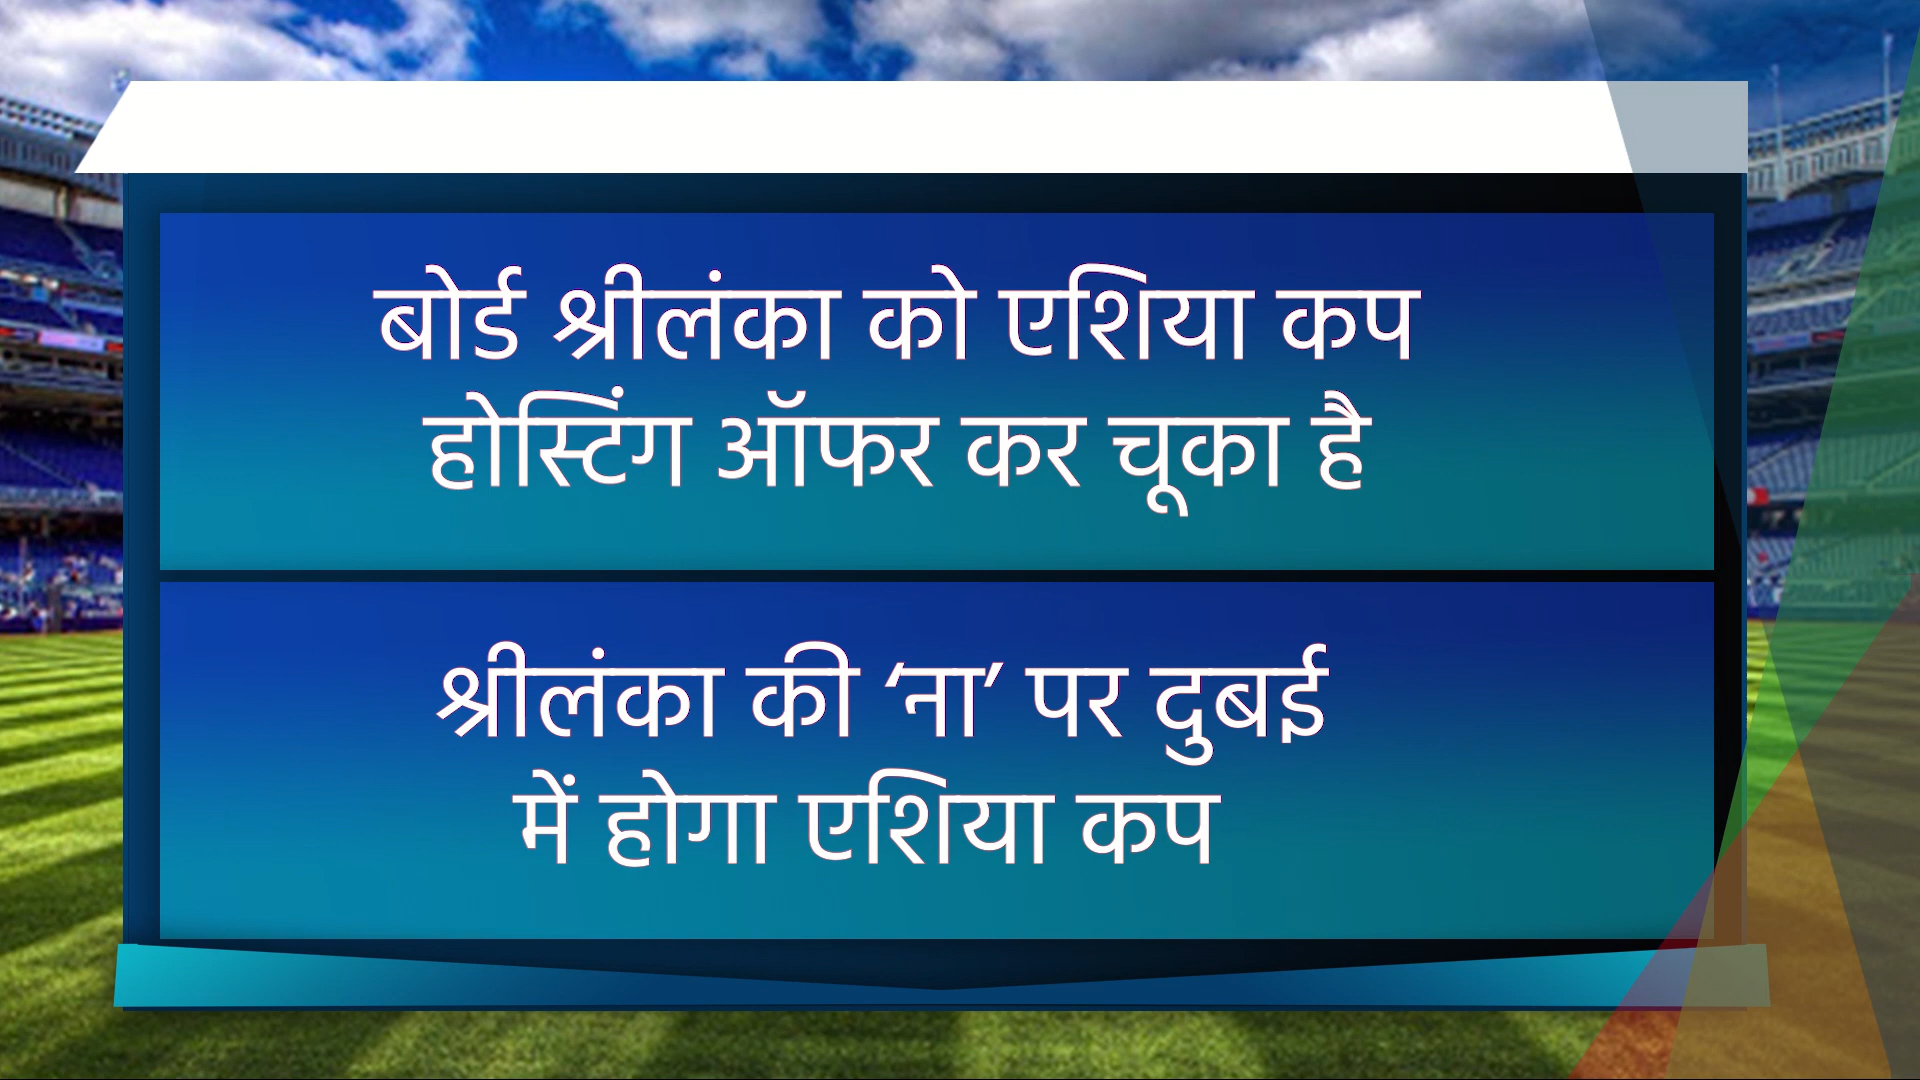 बोर्ड श्रीलंका को एशिया कप
होस्टिंग ऑफर कर चूका है
श्रीलंका की ‘ना’ पर दुबई
में होगा एशिया कप